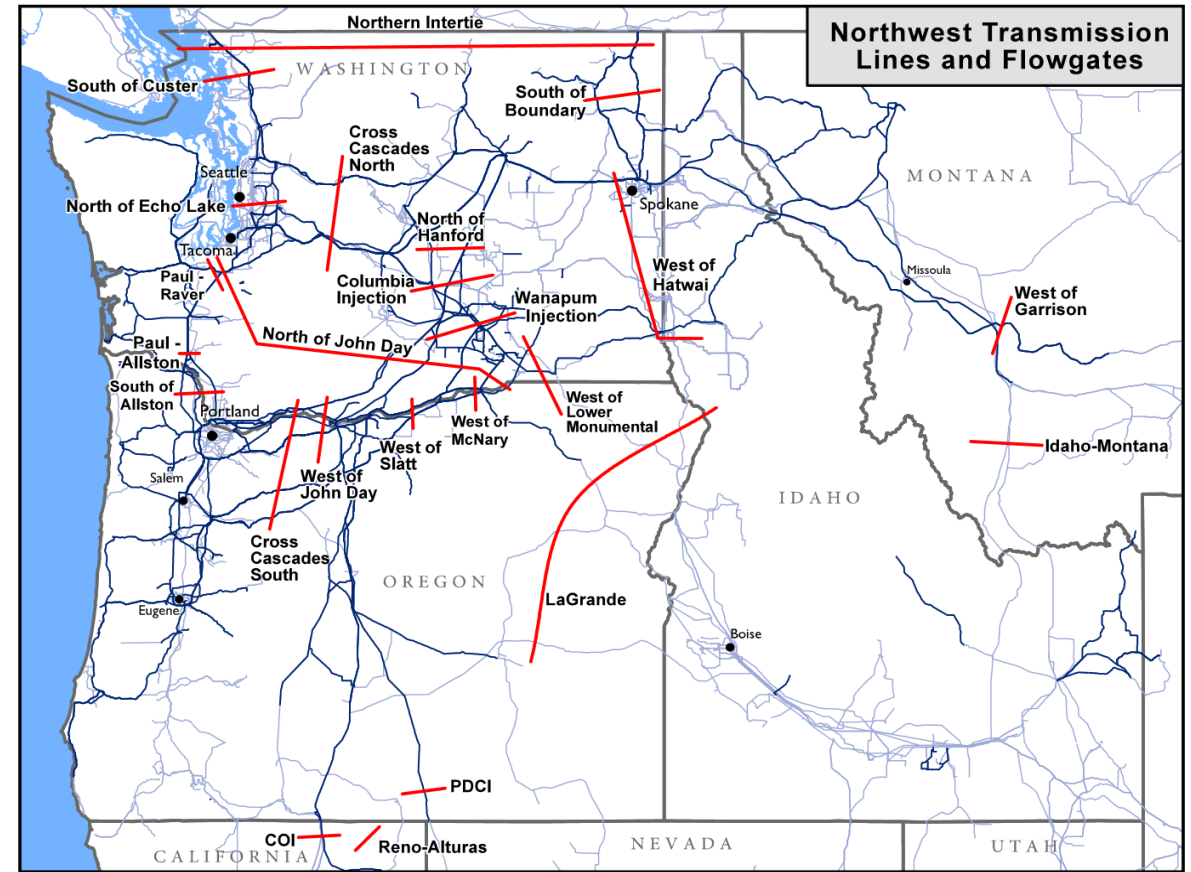 Northern Intertie
Northwest Transmission
Lines and Flowgates
WASHINGTON
South of Custer
South of
Boundary
Cross
Cascades
North
MONTANA
Seattle
Spokane
North of Echo Lake
North of
Hanford
Tacoma
Paul -
Raver
Columbia
Injection
West of
Hatwai
Missoula
West of
Garrison
Wanapum
Injection
North of John Day
Paul -
Allston
South of
Allston
Portland
West of
Lower
Monumental
West of
McNary
West of
Slatt
Idaho-Montana
Salem
West of
John Day
IDAHO
Cross
Cascades
South
OREGON
LaGrande
Eugene
Boise
PDCI
COI
Reno-Alturas
CALIFORNIA
NEVADA
UTAH